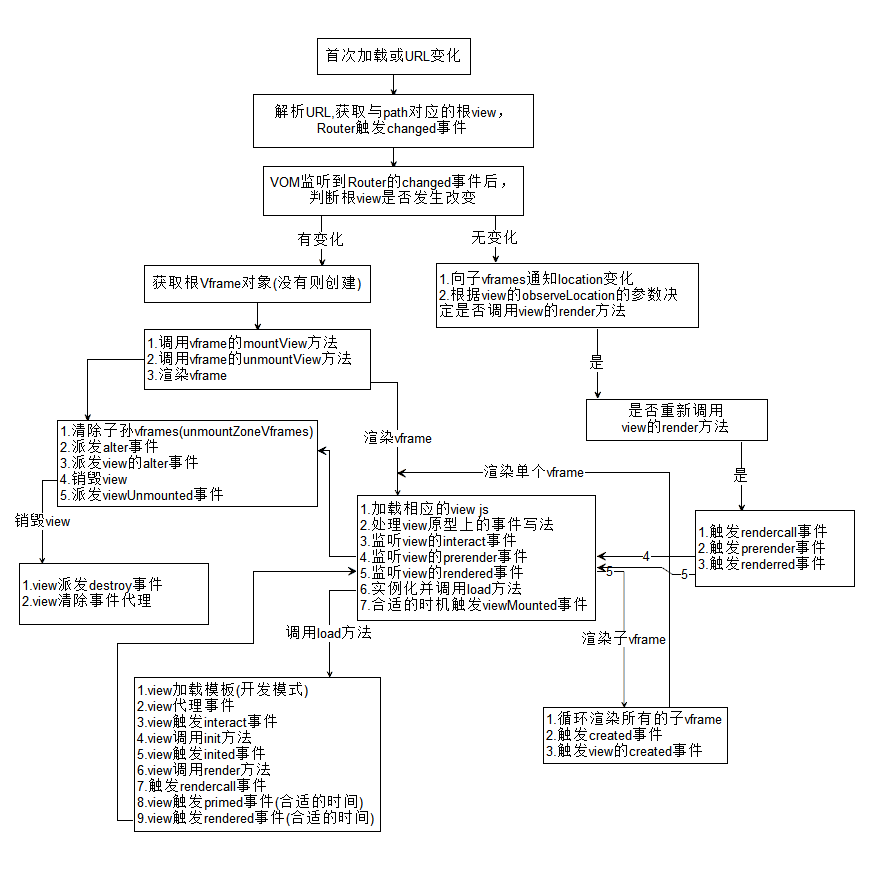 首次加载或URL变化
解析URL,获取与path对应的根view，
Router触发changed事件
VOM监听到Router的changed事件后，
判断根view是否发生改变
有变化
无变化
获取根Vframe对象(没有则创建)
1.向子vframes通知location变化
2.根据view的observeLocation的参数决
定是否调用view的render方法
1.调用vframe的mountView方法
2.调用vframe的unmountView方法
3.渲染vframe
是
是否重新调用
view的render方法
1.清除子孙vframes(unmountZoneVframes)
2.派发alter事件
3.派发view的alter事件
4.销毁view
5.派发viewUnmounted事件
渲染vframe
渲染单个vframe
是
销毁view
1.加载相应的view js
2.处理view原型上的事件写法
3.监听view的interact事件
4.监听view的prerender事件
5.监听view的rendered事件
6.实例化并调用load方法
7.合适的时机触发viewMounted事件
1.触发rendercall事件
2.触发prerender事件
3.触发renderred事件
4
5
5
1.view派发destroy事件
2.view清除事件代理
调用load方法
渲染子vframe
1.view加载模板(开发模式)
2.view代理事件
3.view触发interact事件
4.view调用init方法
5.view触发inited事件
6.view调用render方法
7.触发rendercall事件
8.view触发primed事件(合适的时间)
9.view触发rendered事件(合适的时间)
1.循环渲染所有的子vframe
2.触发created事件
3.触发view的created事件